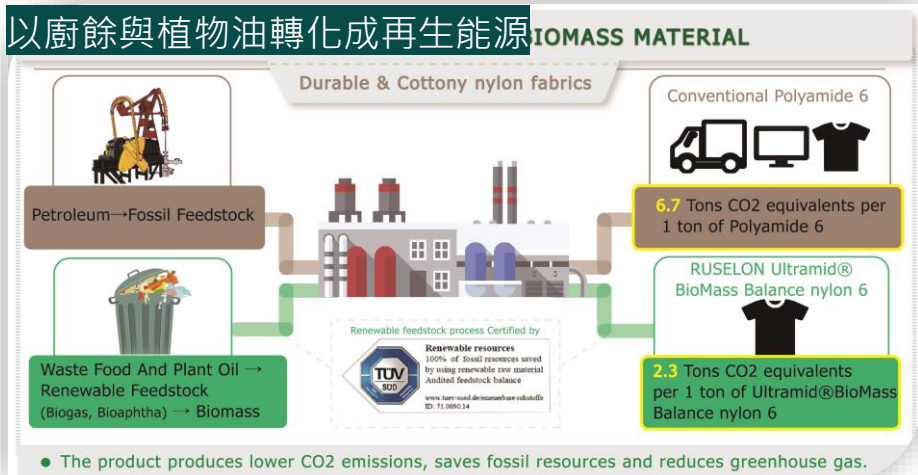 以廚餘與植物油轉化成再生能源
BIOMASS MATERIAL
Durable & Cottony nylon fabrics
Petroleum→Fossil Feedstock
Conventional Polyamide 6
6.7 Tons CO2 equivalents per
1 ton of Polyamide 6
Waste Food And Plant Oil →
Renewable Feedstock
(Biogas, Bioaphtha) → Biomass
Renewable feedstock process Certified by
TÜV
SUD
Renewable resources
100% of fossil resources saved
by using renewable raw material
Audited feedstock balance
ID: 71.0090.14
RUSELON Ultramid®
BioMass Balance nylon 6
2.3 Tons CO2 equivalents
per 1 ton of Ultramid®BioMass
Balance nylon 6
• The product produces lower CO2 emissions, saves fossil resources and reduces greenhouse gas.